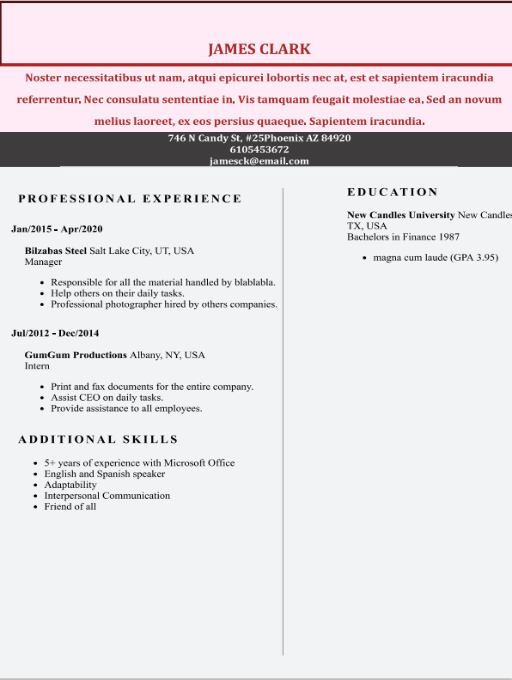 JAMES CLARK
Noster necessitatibus ut nam, atqui epicurei lobortis nec at, est et sapientem iracundia
referrentur. Nec consulatu sententiae in. Vis tamquam feugait molestiae ea. Sed an novum
melius laoreet, ex eos persius quaeque. Sapientem iracundia.
746 N Candy St, #25Phoenix AZ 84920
6105453672
jamesck@email.com
PROFESSIONAL EXPERIENCE
Jan/2015 - Apr/2020
Bilzabas Steel Salt Lake City, UT, USA
Manager
• Responsible for all the material handled by blablabla.
• Help others on their daily tasks.
• Professional photographer hired by others companies.
Jul/2012 - Dec/2014
GumGum Productions Albany, NY, USA
Intern
• Print and fax documents for the entire company.
• Assist CEO on daily tasks.
• Provide assistance to all employees.
ADDITIONAL SKILLS
• 5+ years of experience with Microsoft Office
• English and Spanish speaker
• Adaptability
• Interpersonal Communication
• Friend of all
EDUCATION
New Candles University New Candles
TX, USA
Bachelors in Finance 1987
• magna cum laude (GPA 3.95)